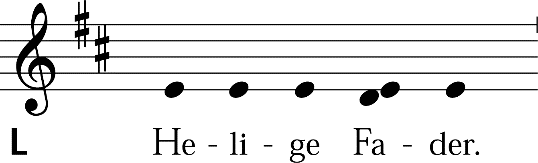 L He - li - ge Fa - der.